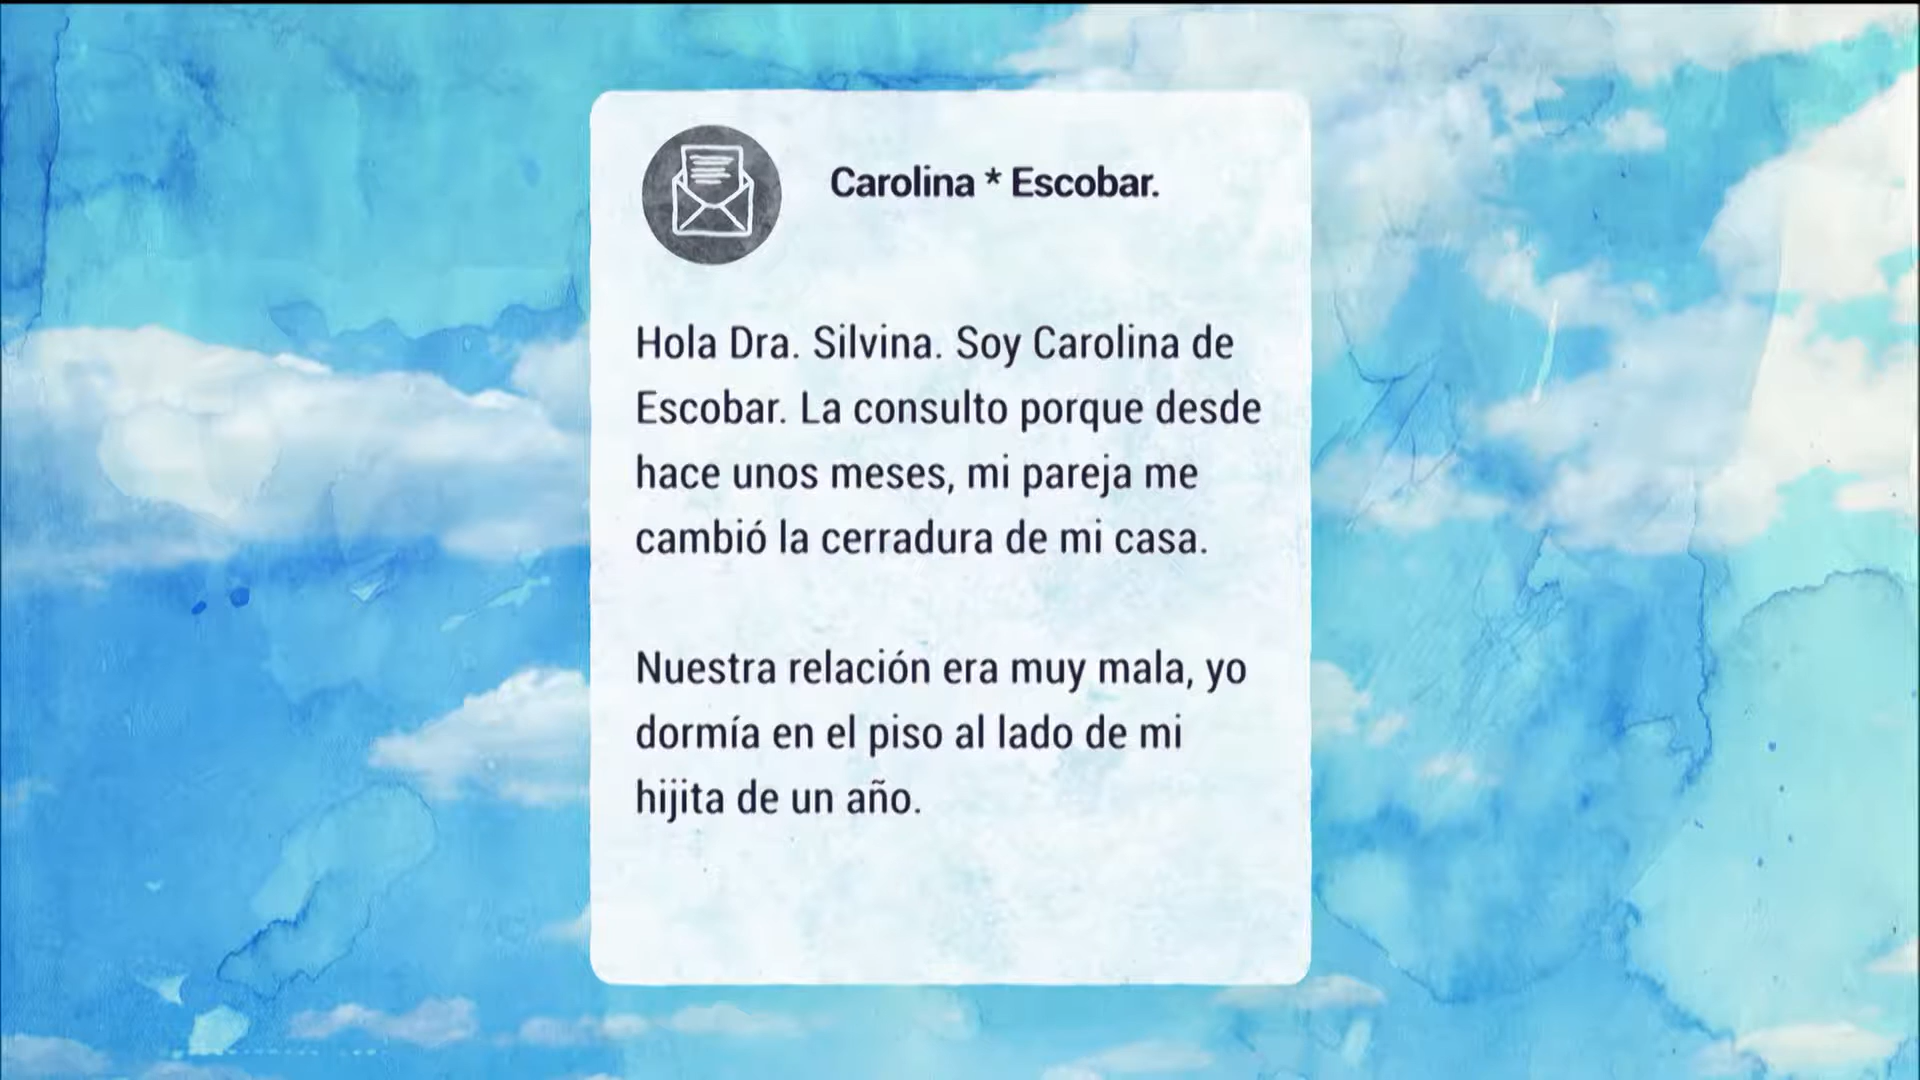 Carolina * Escobar.
Hola Dra. Silvina. Soy Carolina de
Escobar. La consulto porque desde
hace unos meses, mi pareja me
cambió la cerradura de mi casa.
Nuestra relación era muy mala, yo
dormía en el piso al lado de mi
hijita de un año.